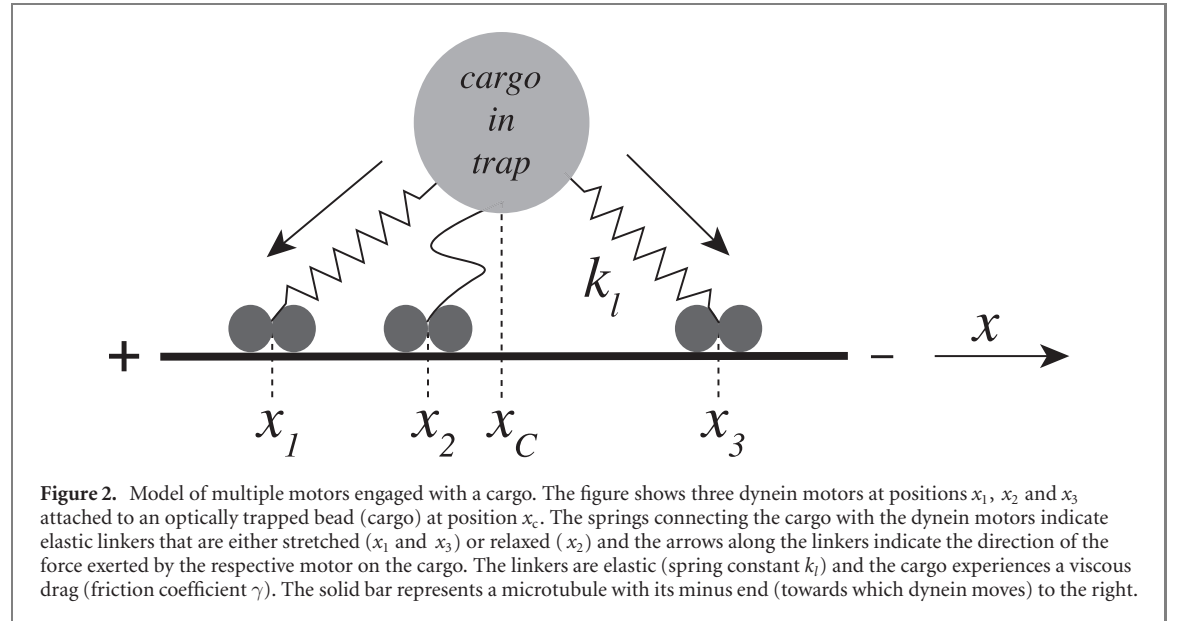 cargo
in
trap
k_l
x
+
−
x_1 x_2 x_C x_3
Figure 2. Model of multiple motors engaged with a cargo. The figure shows three dynein motors at positions x_1, x_2 and x_3
attached to an optically trapped bead (cargo) at position x_c. The springs connecting the cargo with the dynein motors indicate
elastic linkers that are either stretched (x_1 and x_3) or relaxed (x_2) and the arrows along the linkers indicate the direction of the
force exerted by the respective motor on the cargo. The linkers are elastic (spring constant k_l) and the cargo experiences a viscous
drag (friction coefficient γ). The solid bar represents a microtubule with its minus end (towards which dynein moves) to the right.